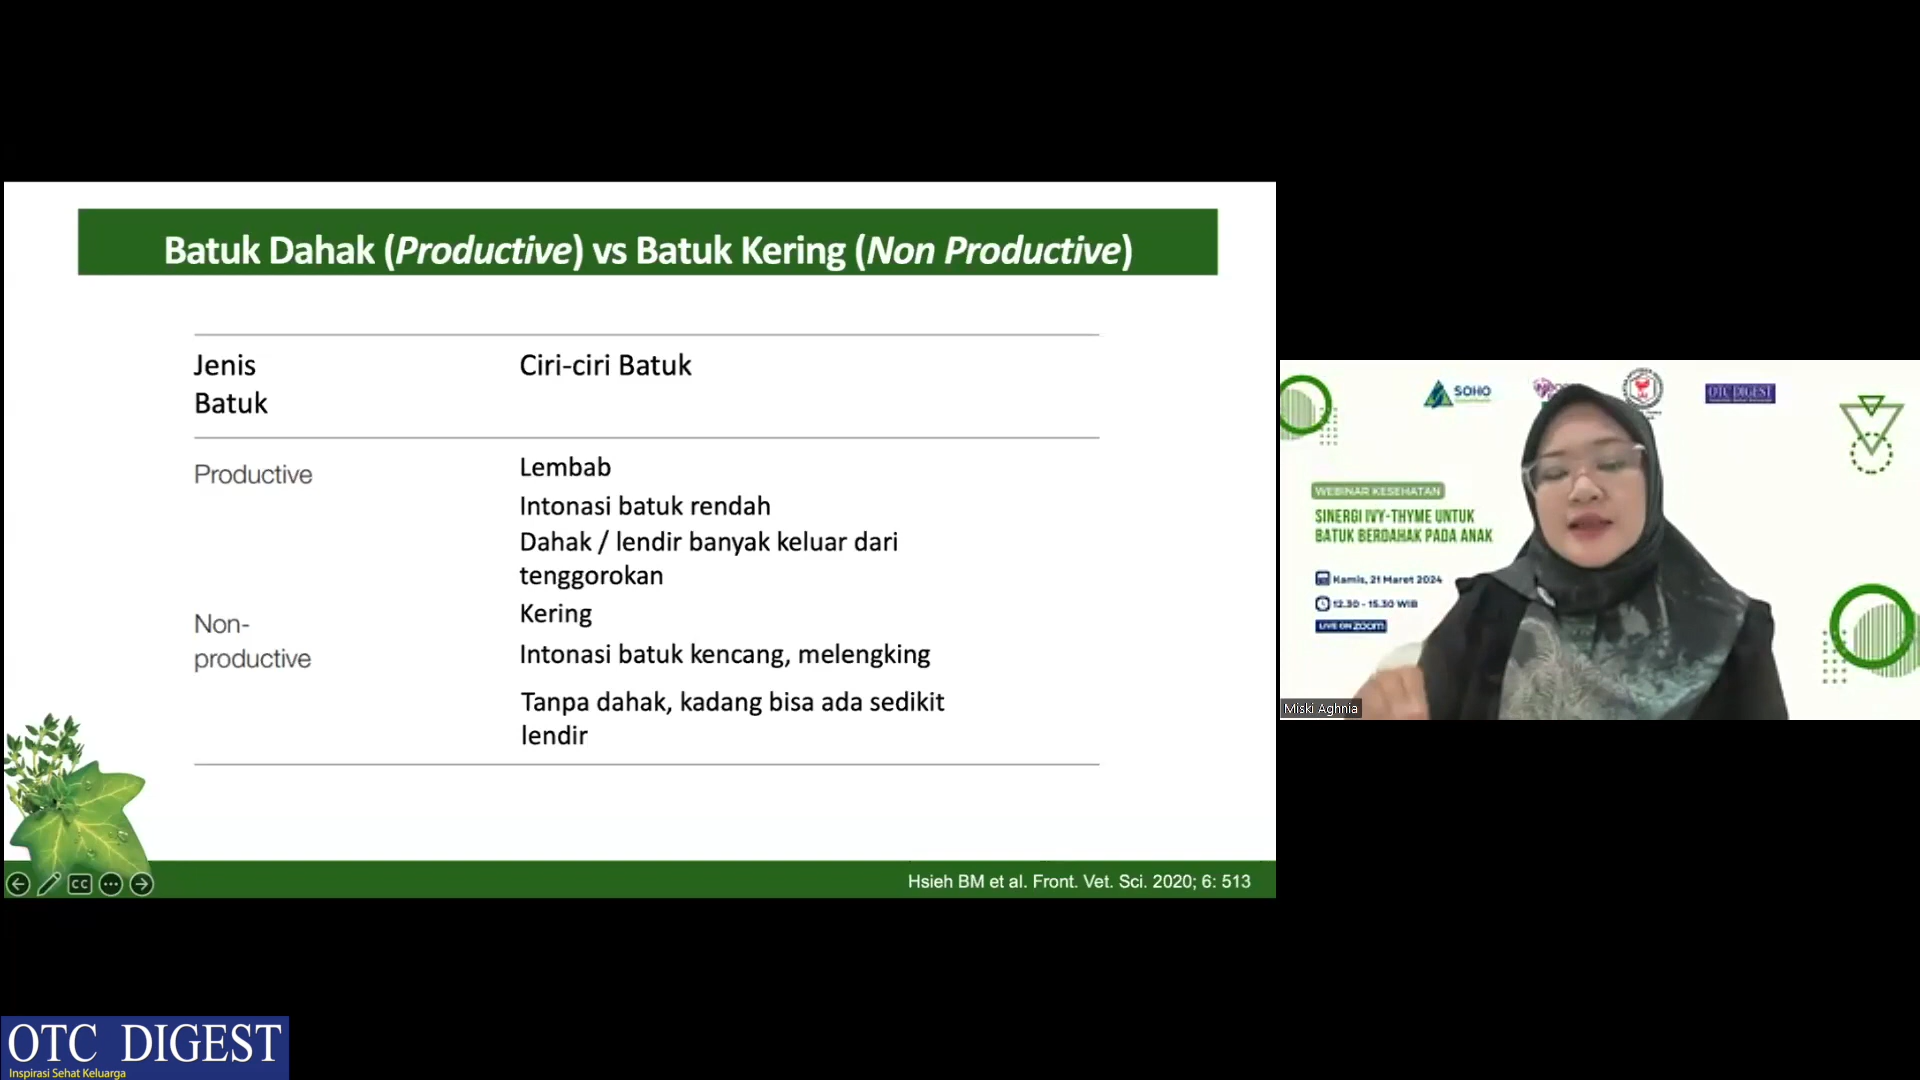 Batuk Dahak (Productive) vs Batuk Kering (Non Productive)
Jenis
Batuk
Ciri-ciri Batuk
Productive
Lembab
Intonasi batuk rendah
Dahak / lendir banyak keluar dari
tenggorokan
Non-
productive
Kering
Intonasi batuk kencang, melengking
Tanpa dahak, kadang bisa ada sedikit
lendir
CC
Hsieh BM et al. Front. Vet. Sci. 2020; 6: 513
SOHO
OTC DIGEST
WEBINAR KESEHATAN
SINERGI IVY-THYME UNTUK
BATUK BERDAHAK PADA ANAK
Kamis, 21 Maret 2024
12.30 - 15.30 WIB
LIVE ON zoom
Miski Aghnia
OTC DIGEST
Inspirasi Sehat Keluarga